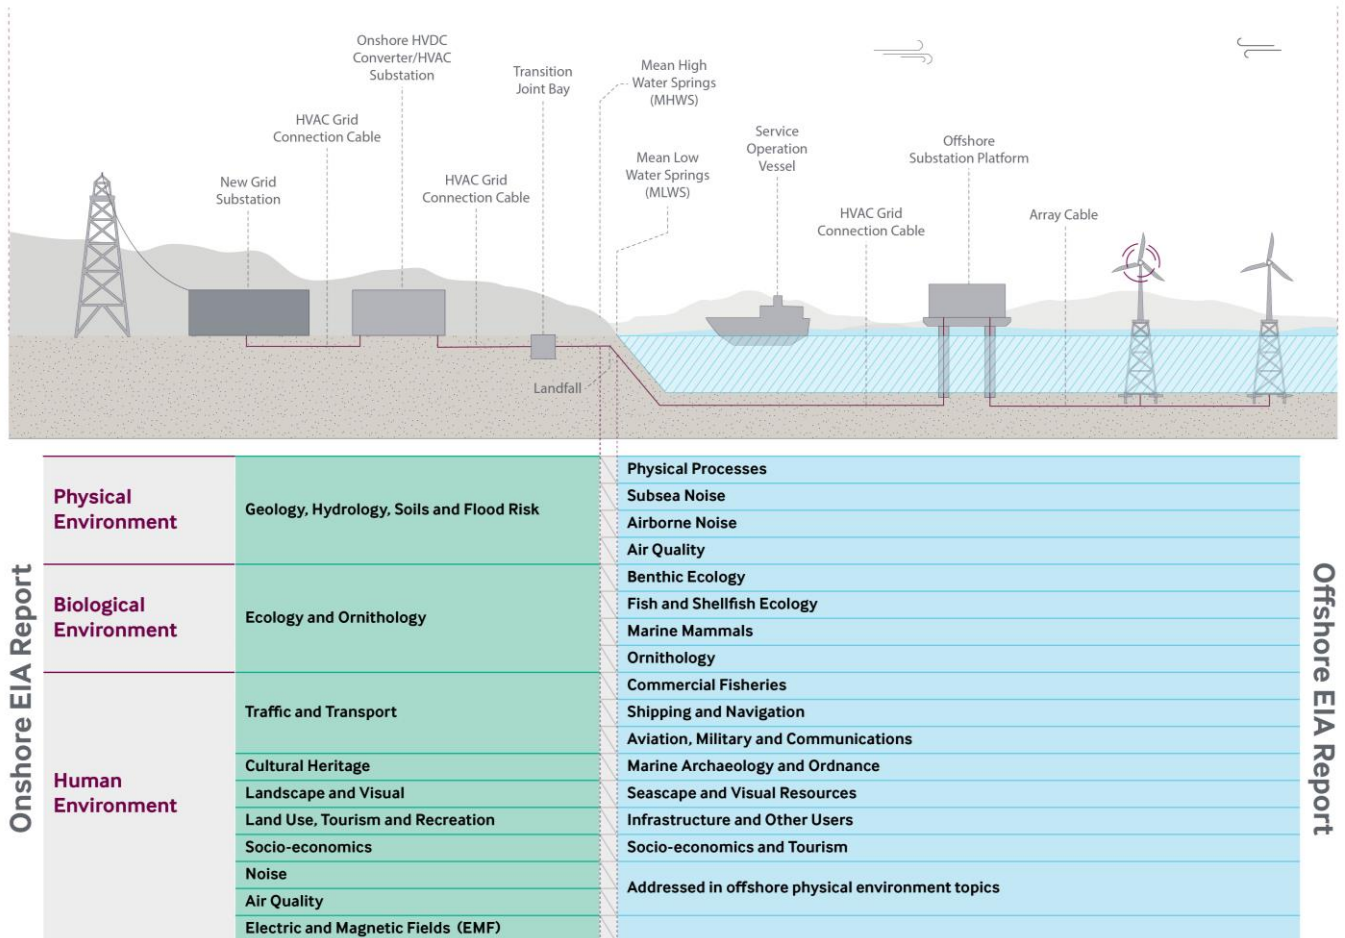 Onshore HVDC
Converter/HVAC
Substation
Transition
Joint Bay
Mean High
Water Springs
(MHWS)
HVAC Grid
Connection Cable
Service
Operation
Vessel
Offshore
Substation Platform
Mean Low
Water Springs
(MLWS)
New Grid
Substation
HVAC Grid
Connection Cable
HVAC Grid
Connection Cable
Array Cable
Landfall
Onshore EIA Report
Physical
Environment
Geology, Hydrology, Soils and Flood Risk
Physical Processes
Subsea Noise
Airborne Noise
Air Quality
Biological
Environment
Ecology and Ornithology
Benthic Ecology
Fish and Shellfish Ecology
Marine Mammals
Ornithology
Human
Environment
Traffic and Transport
Commercial Fisheries
Shipping and Navigation
Aviation, Military and Communications
Cultural Heritage
Marine Archaeology and Ordnance
Landscape and Visual
Seascape and Visual Resources
Land Use, Tourism and Recreation
Infrastructure and Other Users
Socio-economics
Socio-economics and Tourism
Noise
Air Quality
Addressed in offshore physical environment topics
Electric and Magnetic Fields (EMF)
Offshore EIA Report